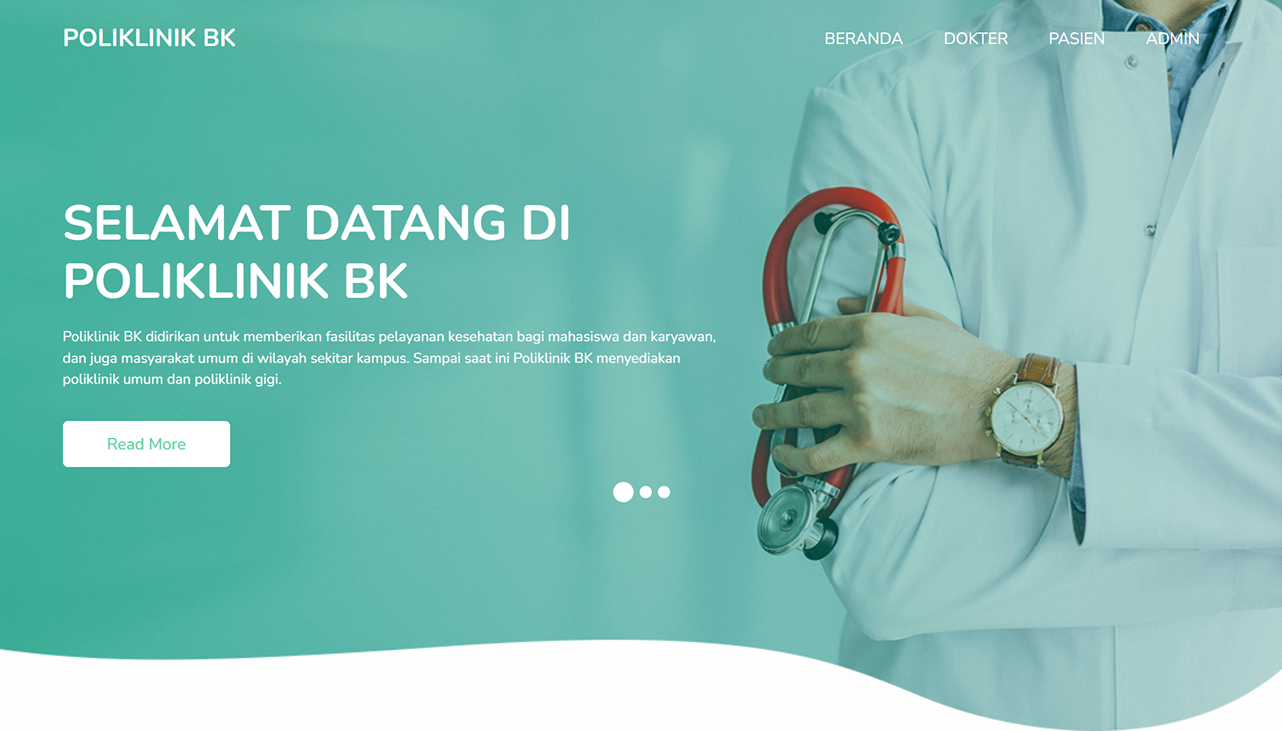 POLIKLINIK BK
BERANDA DOKTER PASIEN ADMIN
SELAMAT DATANG DI
POLIKLINIK BK
Poliklinik BK didirikan untuk memberikan fasilitas pelayanan kesehatan bagi mahasiswa dan karyawan,
dan juga masyarakat umum di wilayah sekitar kampus. Sampai saat ini Poliklinik BK menyediakan
poliklinik umum dan poliklinik gigi.
Read More